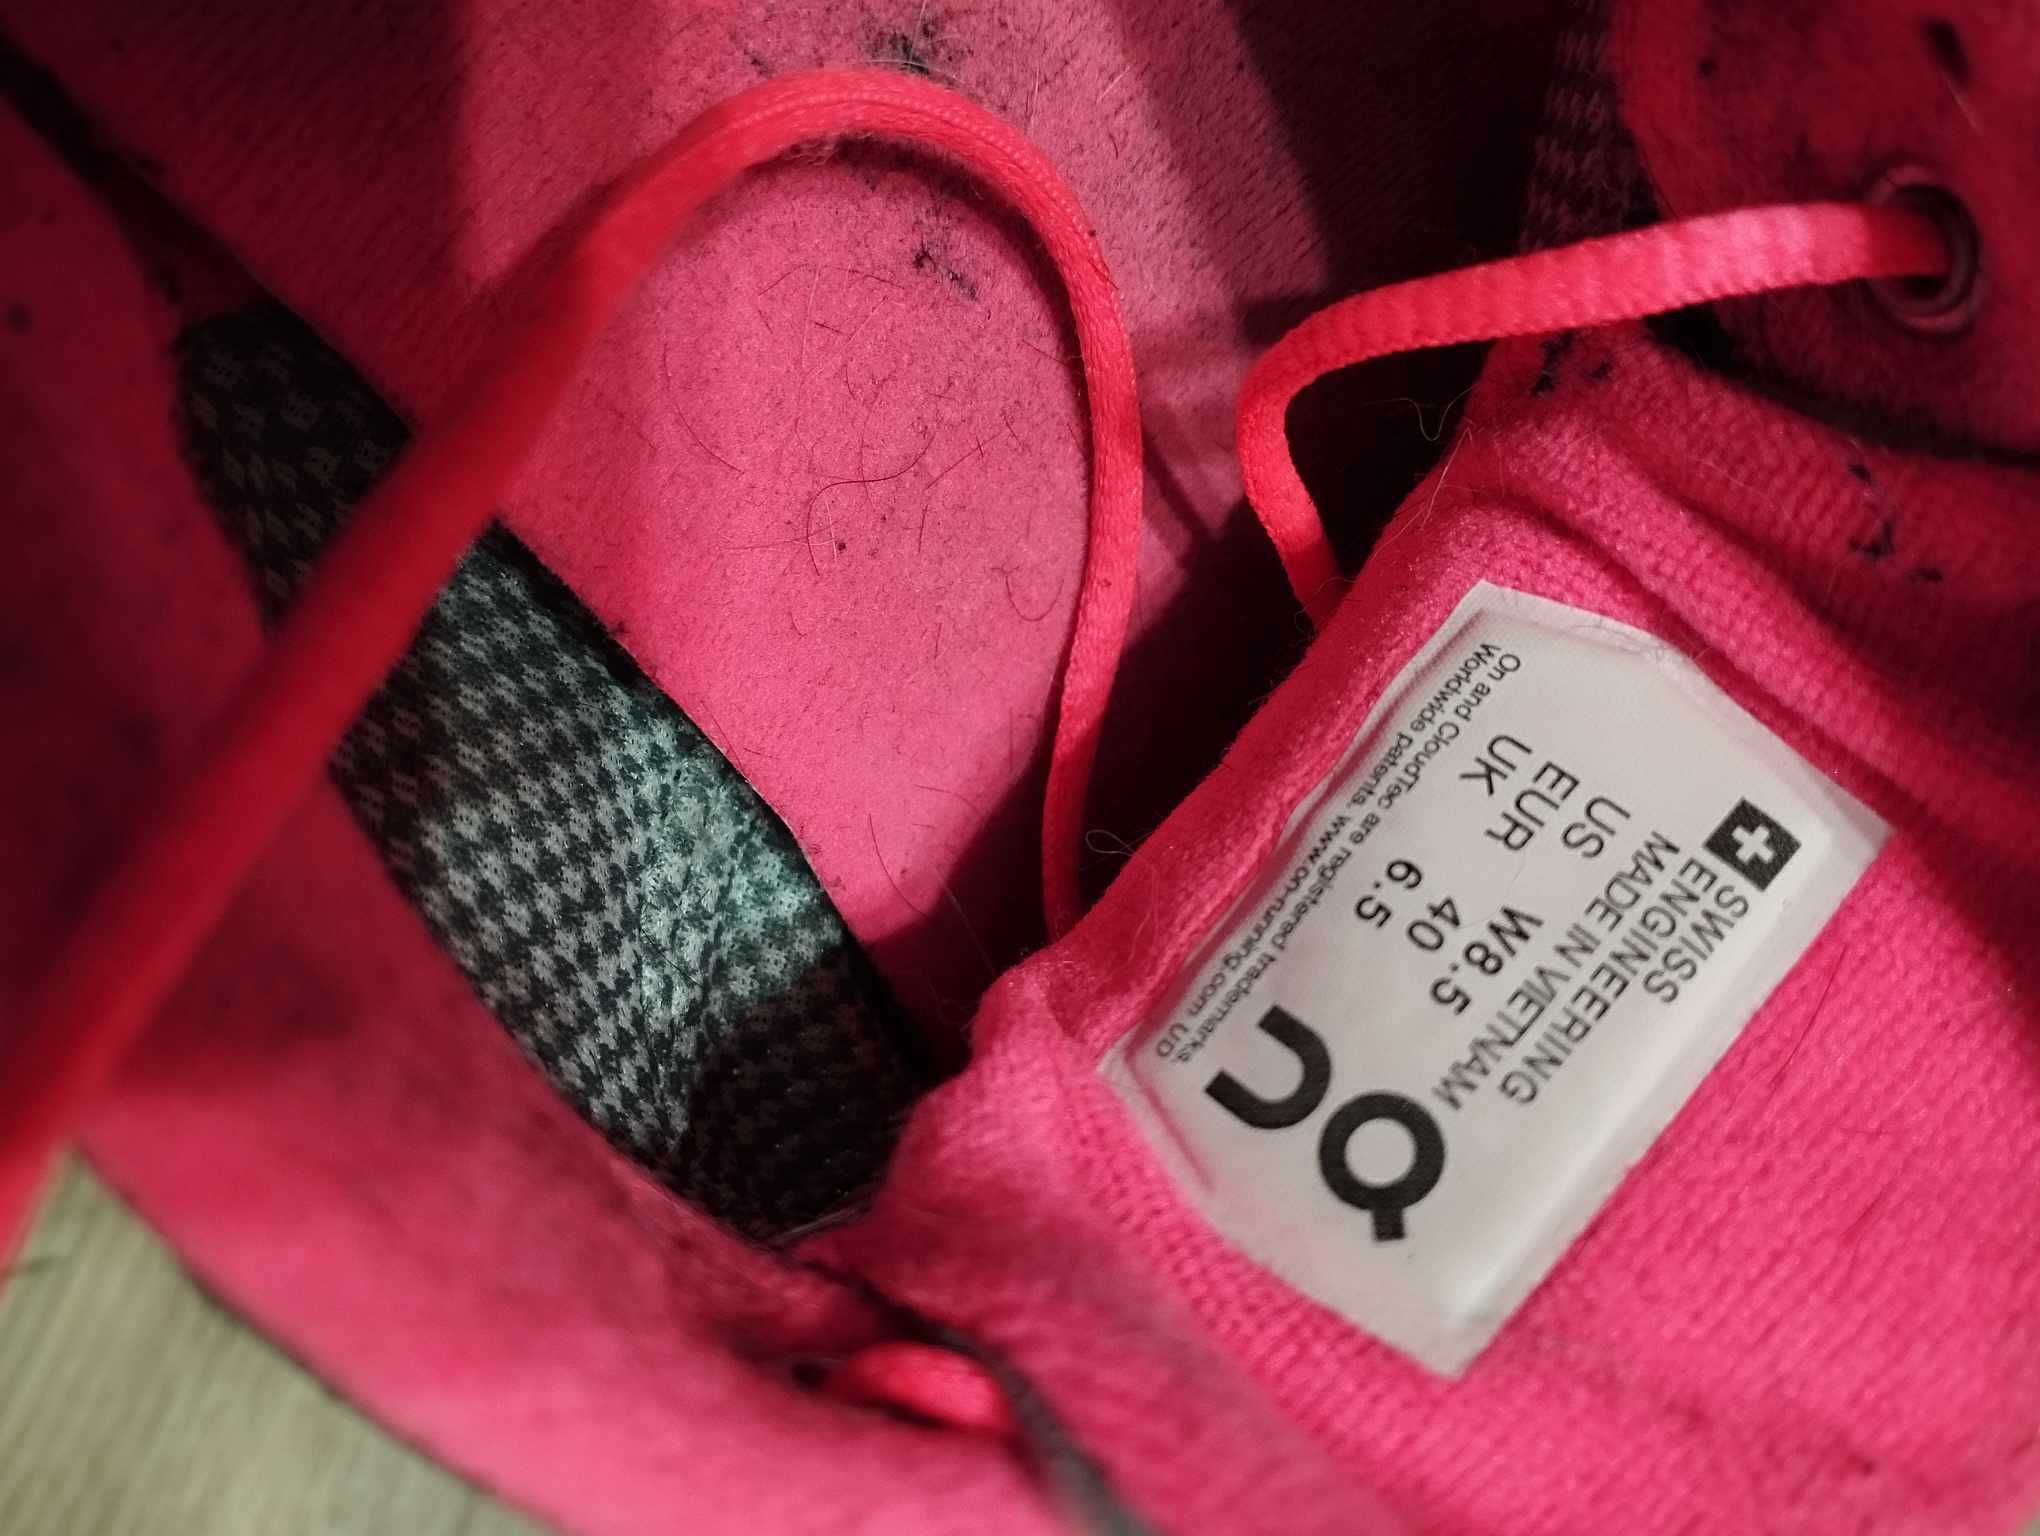 SWISS
ENGINEERING
MADE IN VIETNAM
US W8.5
EUR 40
UK 6.5
On and CloudTec are registered trademarks.
Worldwide patents. www.on-running.com UD
On